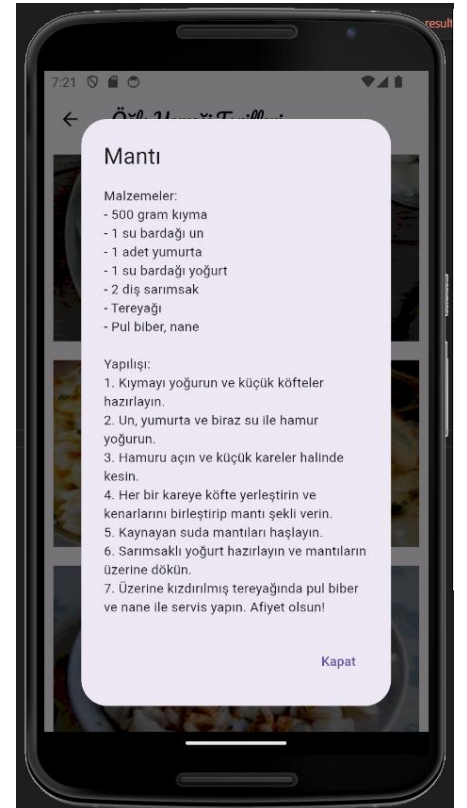 result
7:21
Öğle Yemeği Tarifleri
Mantı
Malzemeler:
- 500 gram kıyma
- 1 su bardağı un
- 1 adet yumurta
- 1 su bardağı yoğurt
- 2 diş sarımsak
- Tereyağı
- Pul biber, nane
Yapılışı:
1. Kıymayı yoğurun ve küçük köfteler
hazırlayın.
2. Un, yumurta ve biraz su ile hamur
yoğurun.
3. Hamuru açın ve küçük kareler halinde
kesin.
4. Her bir kareye köfte yerleştirin ve
kenarlarını birleştirip mantı şekli verin.
5. Kaynayan suda mantıları haşlayın.
6. Sarımsaklı yoğurt hazırlayın ve mantıların
üzerine dökün.
7. Üzerine kızdırılmış tereyağında pul biber
ve nane ile servis yapın. Afiyet olsun!
Kapat